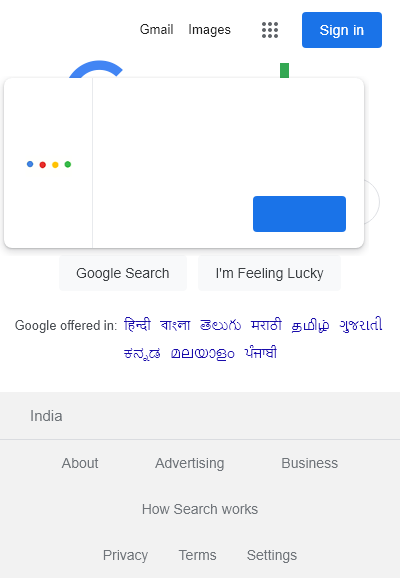 Gmail Images Sign in
Google Search I'm Feeling Lucky
Google offered in: हिन्दी বাংলা తెలుగు मराठी தமிழ் ગુજરાતી
ಕನ್ನಡ മലയാളം ਪੰਜਾਬੀ
India
About Advertising Business
How Search works
Privacy Terms Settings